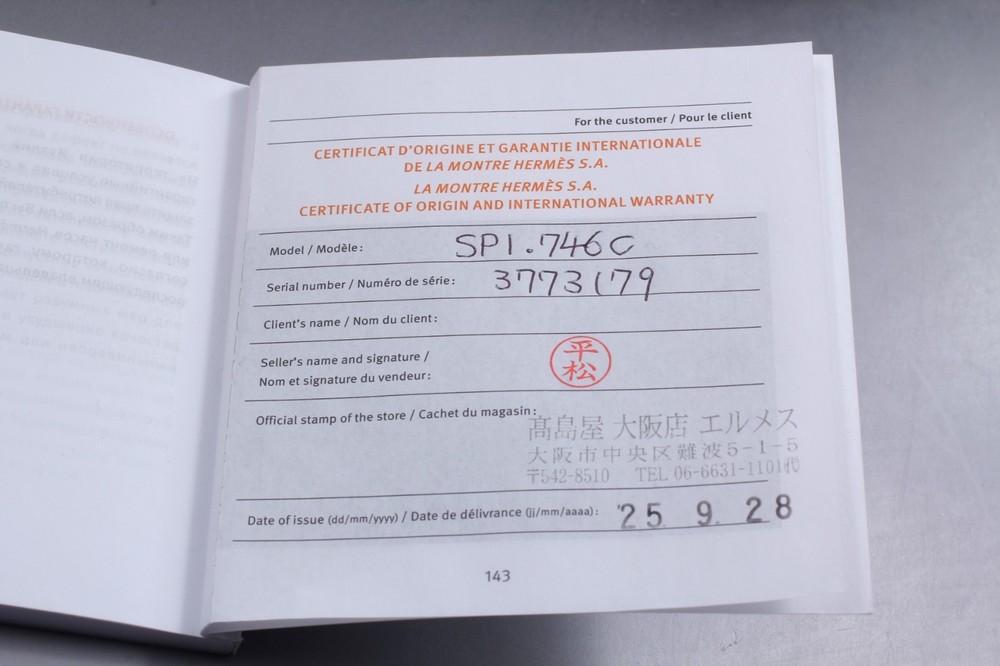 For the customer / Pour le client
CERTIFICAT D'ORIGINE ET GARANTIE INTERNATIONALE
DE LA MONTRE HERMÈS S.A.
LA MONTRE HERMÈS S.A.
CERTIFICATE OF ORIGIN AND INTERNATIONAL WARRANTY
Model / Modèle: SP1.746C
Serial number / Numéro de série: 3773179
Client's name / Nom du client:
Seller's name and signature /
Nom et signature du vendeur:
平
松
Official stamp of the store / Cachet du magasin:
髙島屋 大阪店 エルメス
大阪市中央区難波5-1-5
〒542-8510 TEL 06-6631-1101代
Date of issue (dd/mm/yyyy) / Date de délivrance (jj/mm/aaaa): '25 9. 28
143